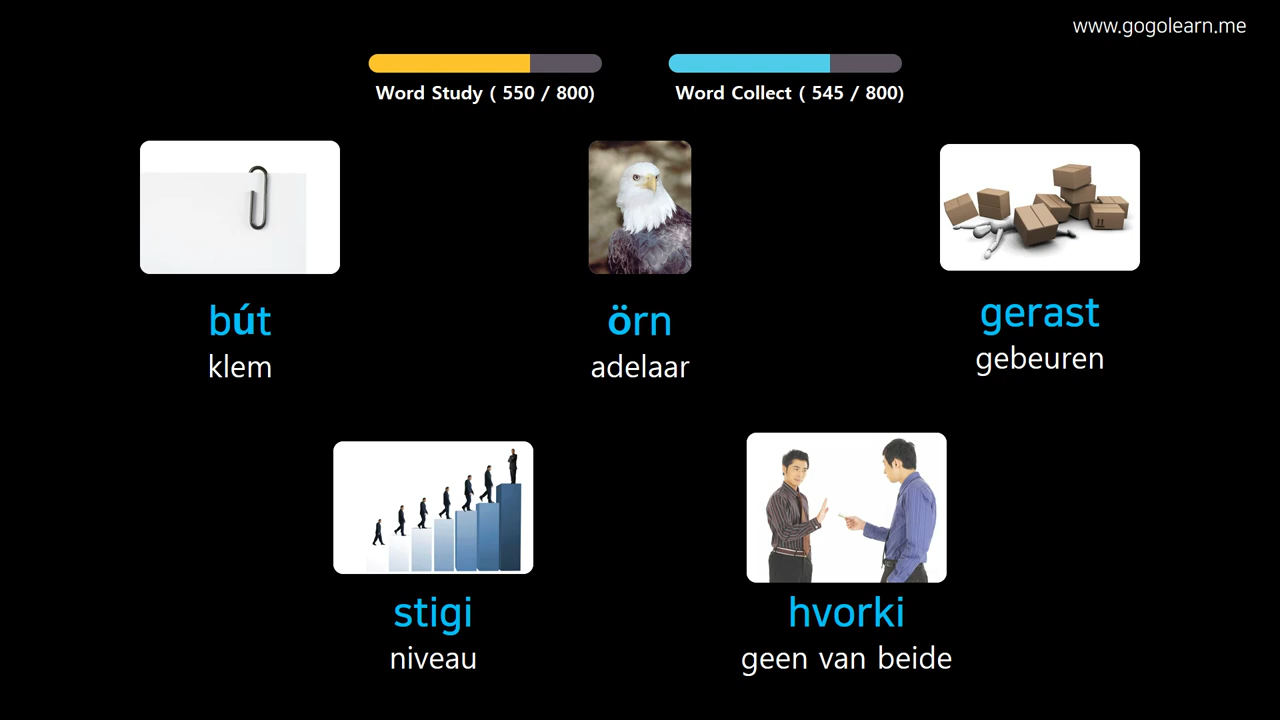 www.gogolearn.me
Word Study ( 550 / 800)
Word Collect ( 545 / 800)
bút
klem
örn
adelaar
gerast
gebeuren
stigi
niveau
hvorki
geen van beide